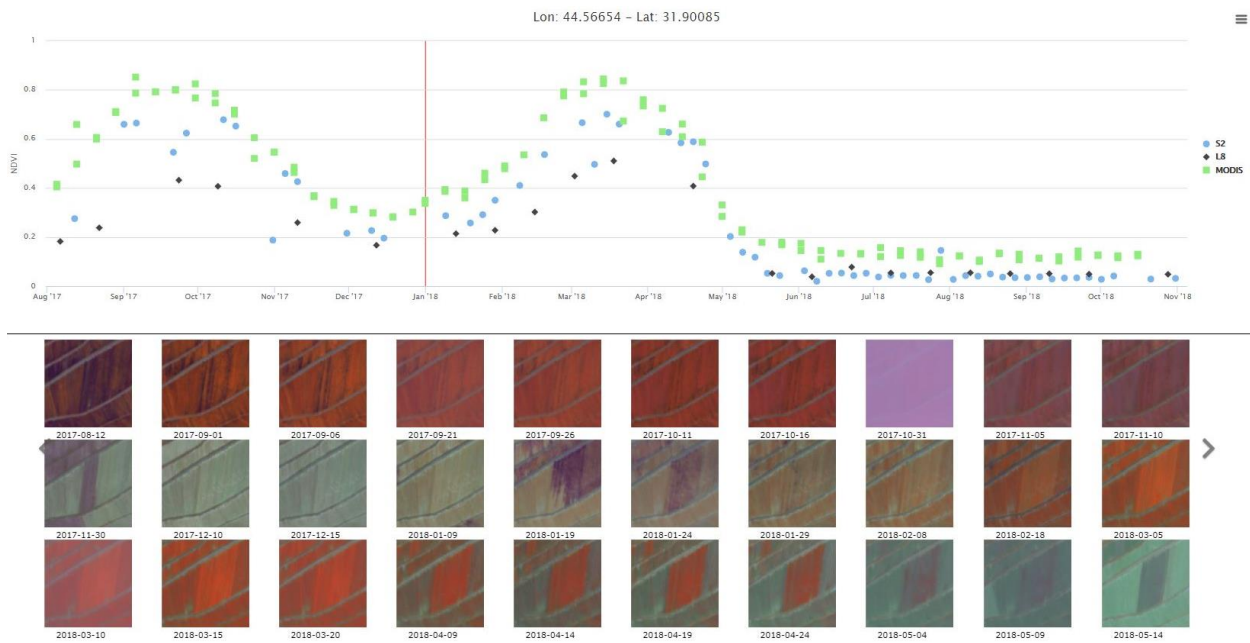 Lon: 44.56654 – Lat: 31.90085
1
0.8
0.6
0.4
0.2
0
NDVI
Aug '17 Sep '17 Oct '17 Nov '17 Dec '17 Jan '18 Feb '18 Mar '18 Apr '18 May '18 Jun '18 Jul '18 Aug '18 Sep '18 Oct '18 Nov '18
S2
L8
MODIS
2017-08-12 2017-09-01 2017-09-06 2017-09-21 2017-09-26 2017-10-11 2017-10-16 2017-10-31 2017-11-05 2017-11-10
2017-11-30 2017-12-10 2017-12-15 2018-01-09 2018-01-19 2018-01-24 2018-01-29 2018-02-08 2018-02-18 2018-03-05
2018-03-10 2018-03-15 2018-03-20 2018-04-09 2018-04-14 2018-04-19 2018-04-24 2018-05-04 2018-05-09 2018-05-14